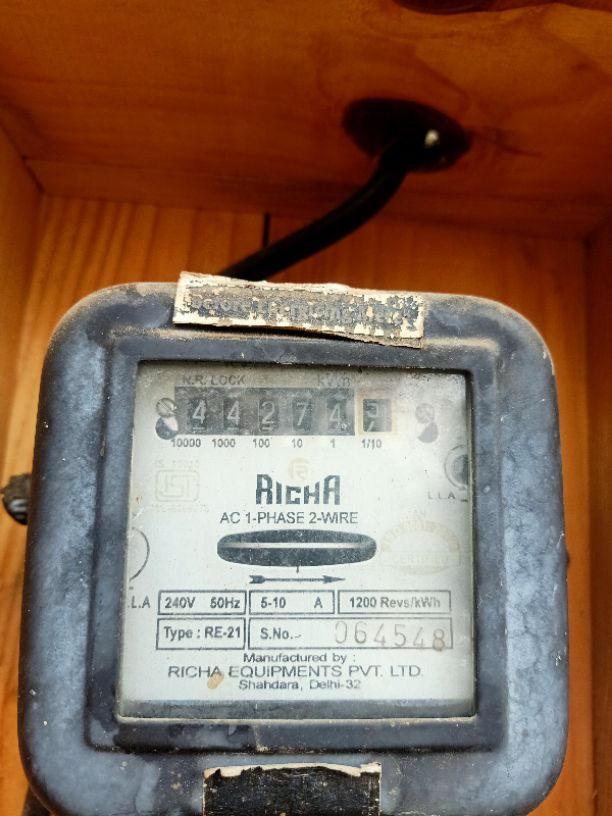 N.R. LOCK kWh
4 4 2 7 4
10000 1000 100 10 1 1/10
RICHA
AC 1-PHASE 2-WIRE
L.L.A
L.A
240V 50Hz 5-10 A 1200 Revs/kWh
Type : RE-21 S.No.- 064548
Manufactured by :
RICHA EQUIPMENTS PVT. LTD.
Shahdara, Delhi-32